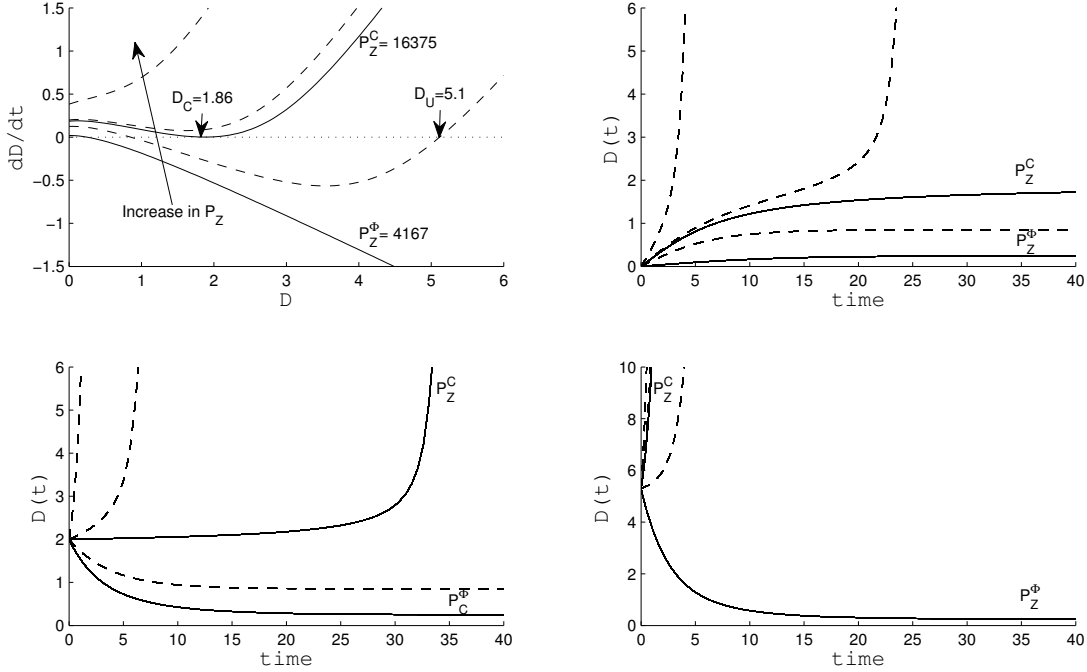 1.5
1
0.5
0
−0.5
−1
−1.5
dD/dt
P_Z^C = 16375
D_C=1.86
D_U=5.1
Increase in P_Z
P_Z^Φ = 4167
0 1 2 3 4 5 6
D
6
5
4
3
2
1
0
D(t)
P_Z^C
P_Z^Φ
0 5 10 15 20 25 30 35 40
time
6
5
4
3
2
1
0
D(t)
P_Z^C
P_C^Φ
0 5 10 15 20 25 30 35 40
time
10
8
6
4
2
0
D(t)
P_Z^C
P_Z^Φ
0 5 10 15 20 25 30 35 40
time